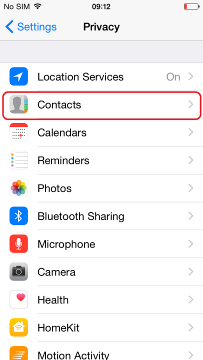 No SIM 09:12
Settings Privacy
Location Services On
Contacts
Calendars
Reminders
Photos
Bluetooth Sharing
Microphone
Camera
Health
HomeKit
Motion Activity